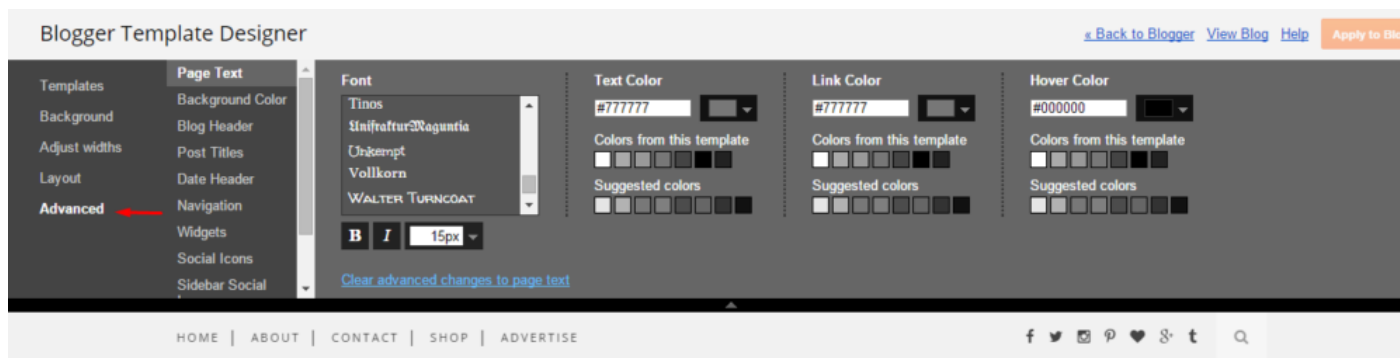 Blogger Template Designer
« Back to Blogger View Blog Help Apply to Blo
Templates
Background
Adjust widths
Layout
Advanced
Page Text
Background Color
Blog Header
Post Titles
Date Header
Navigation
Widgets
Social Icons
Sidebar Social
Font
Tinos
UnifrakturMaguntia
Unkempt
Vollkorn
Walter Turncoat
B I 15px
Clear advanced changes to page text
Text Color
#777777
Colors from this template
Suggested colors
Link Color
#777777
Colors from this template
Suggested colors
Hover Color
#000000
Colors from this template
Suggested colors
HOME | ABOUT | CONTACT | SHOP | ADVERTISE